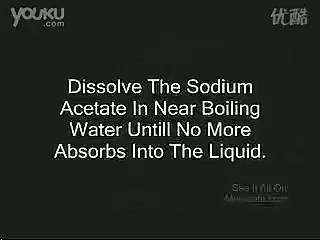 YOUKU.COM 优酷
Dissolve The Sodium
Acetate In Near Boiling
Water Untill No More
Absorbs Into The Liquid.
See It All On